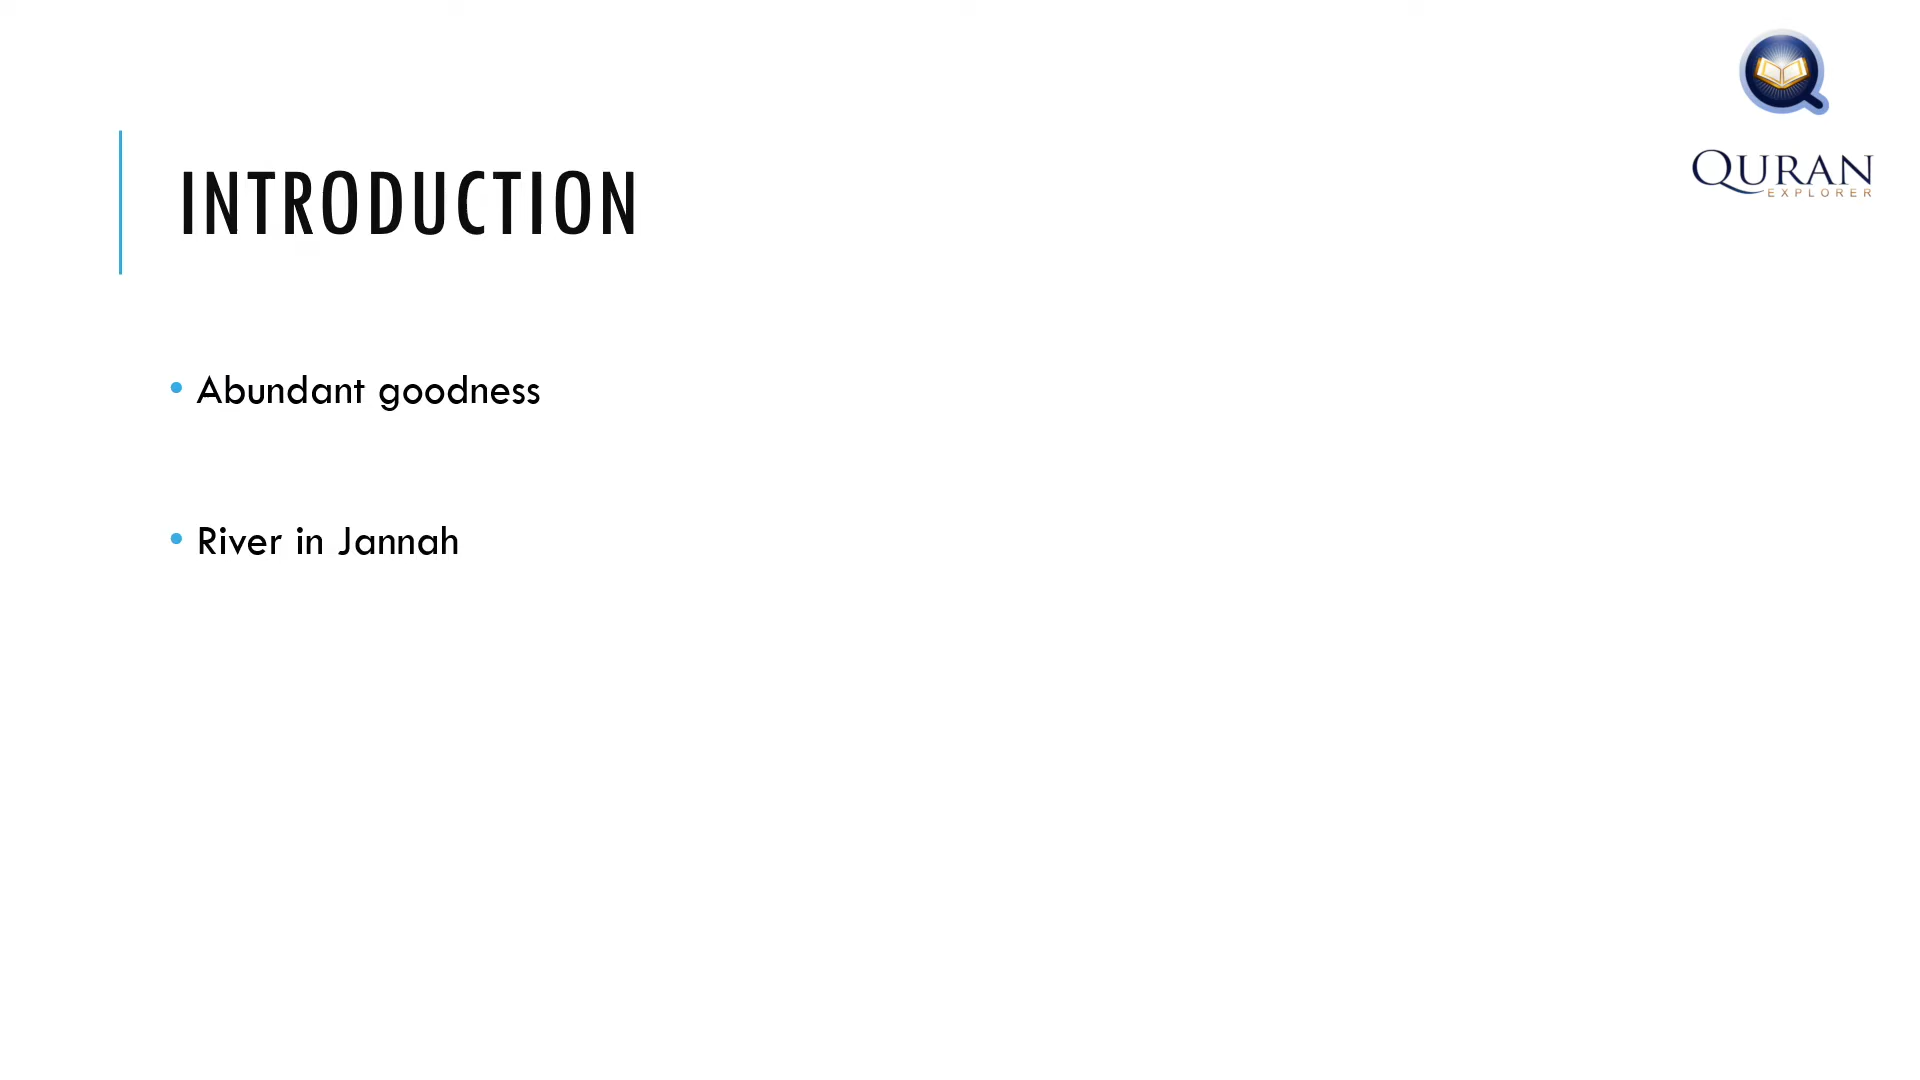 QURAN
EXPLORER
INTRODUCTION
• Abundant goodness
• River in Jannah